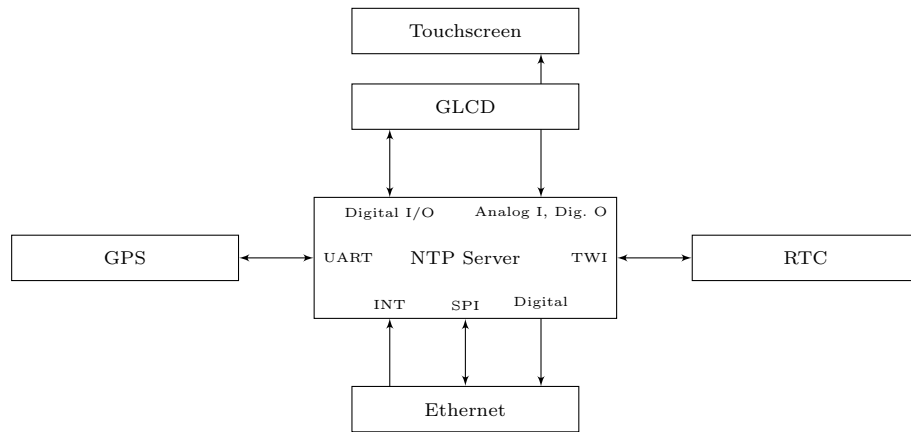 Touchscreen
GLCD
Digital I/O
Analog I, Dig. O
GPS
UART
NTP Server
TWI
RTC
INT
SPI
Digital
Ethernet